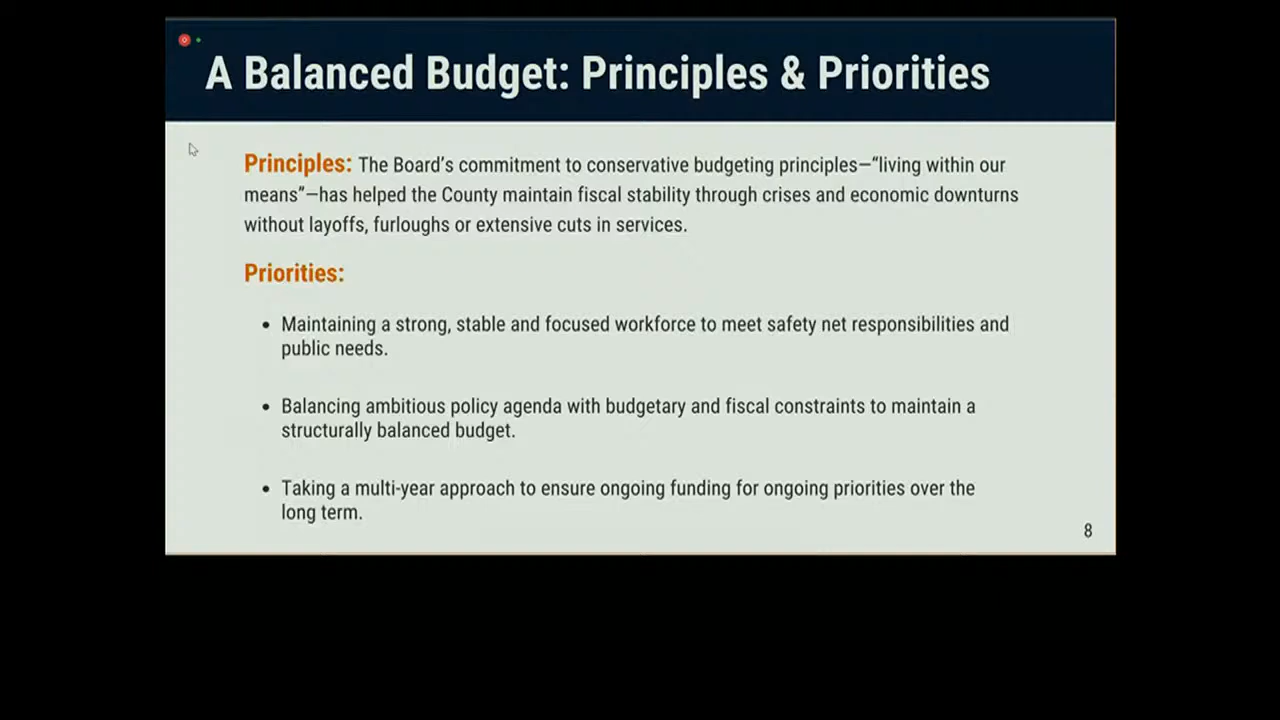 A Balanced Budget: Principles & Priorities
Principles: The Board’s commitment to conservative budgeting principles—“living within our
means”—has helped the County maintain fiscal stability through crises and economic downturns
without layoffs, furloughs or extensive cuts in services.
Priorities:
• Maintaining a strong, stable and focused workforce to meet safety net responsibilities and
public needs.
• Balancing ambitious policy agenda with budgetary and fiscal constraints to maintain a
structurally balanced budget.
• Taking a multi-year approach to ensure ongoing funding for ongoing priorities over the
long term.
8